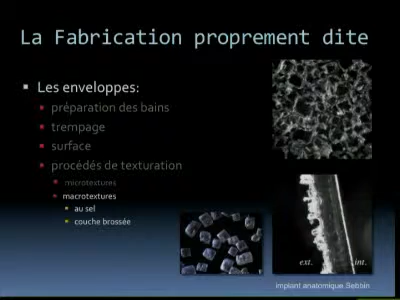 La Fabrication proprement dite
Les enveloppes:
préparation des bains
trempage
surface
procédés de texturation
microtextures
macrotextures
au sel
couche brossée
ext.
int.
implant anatomique Sebbin